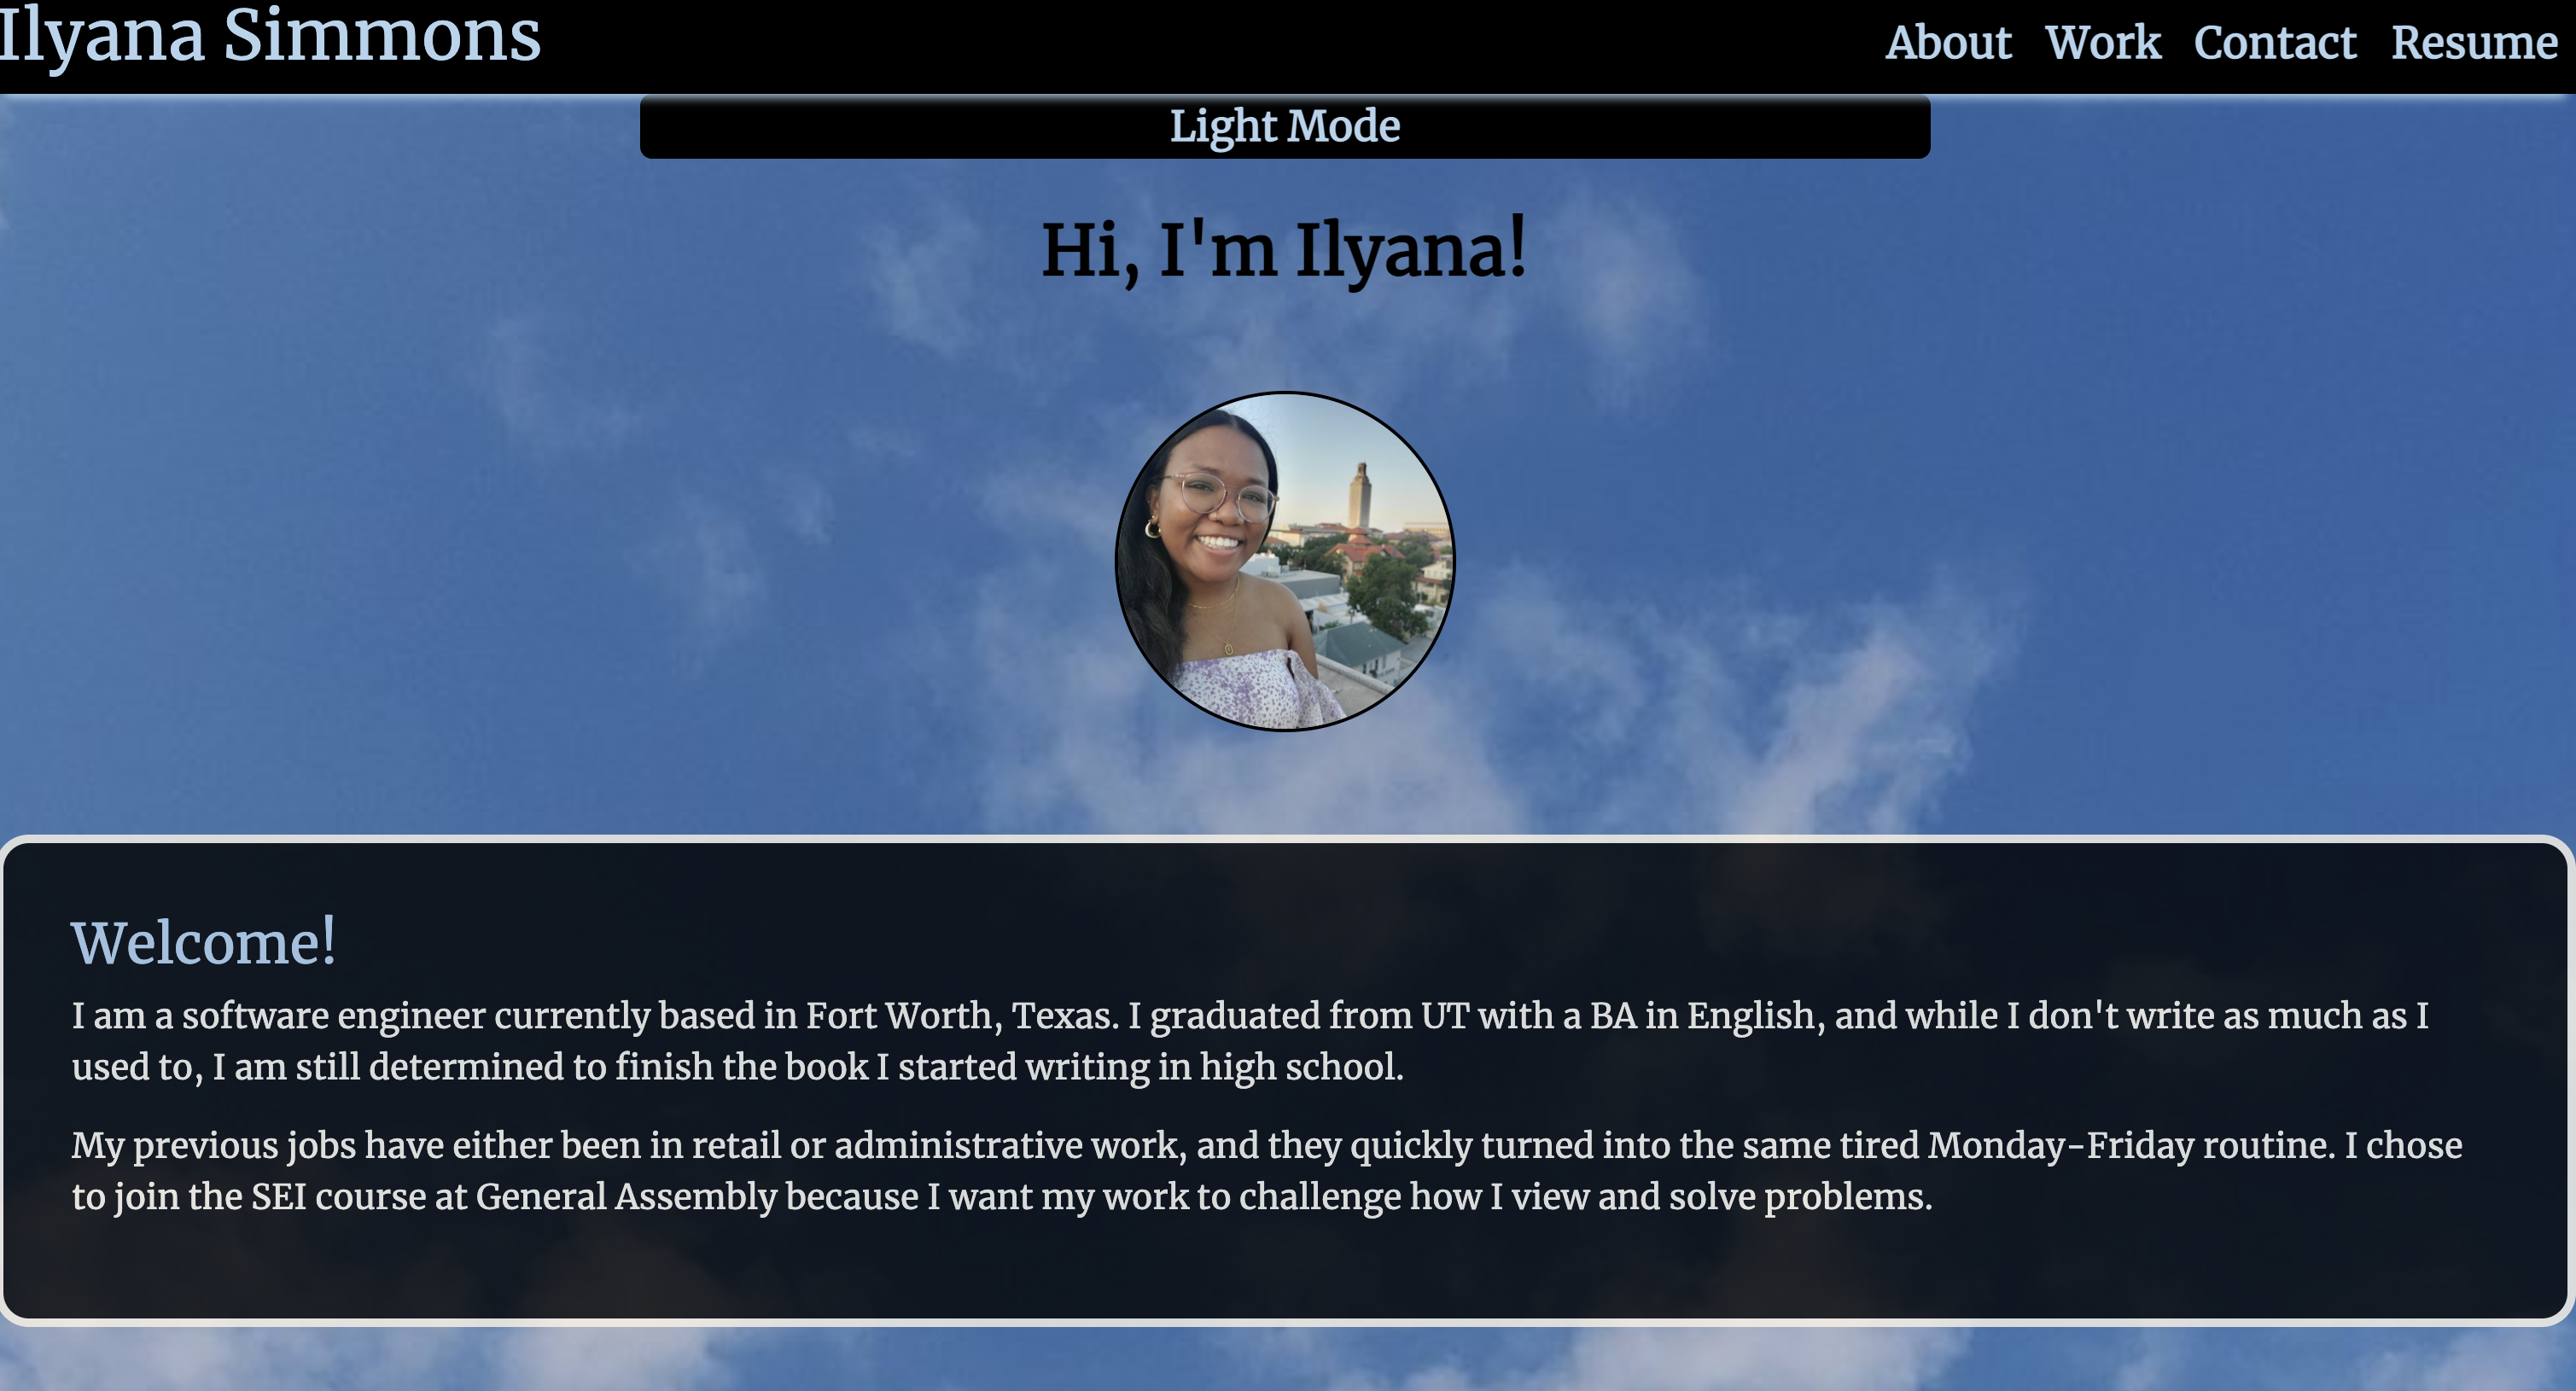 Ilyana Simmons
About Work Contact Resume
Light Mode
Hi, I'm Ilyana!
Welcome!
I am a software engineer currently based in Fort Worth, Texas. I graduated from UT with a BA in English, and while I don't write as much as I
used to, I am still determined to finish the book I started writing in high school.
My previous jobs have either been in retail or administrative work, and they quickly turned into the same tired Monday-Friday routine. I chose
to join the SEI course at General Assembly because I want my work to challenge how I view and solve problems.